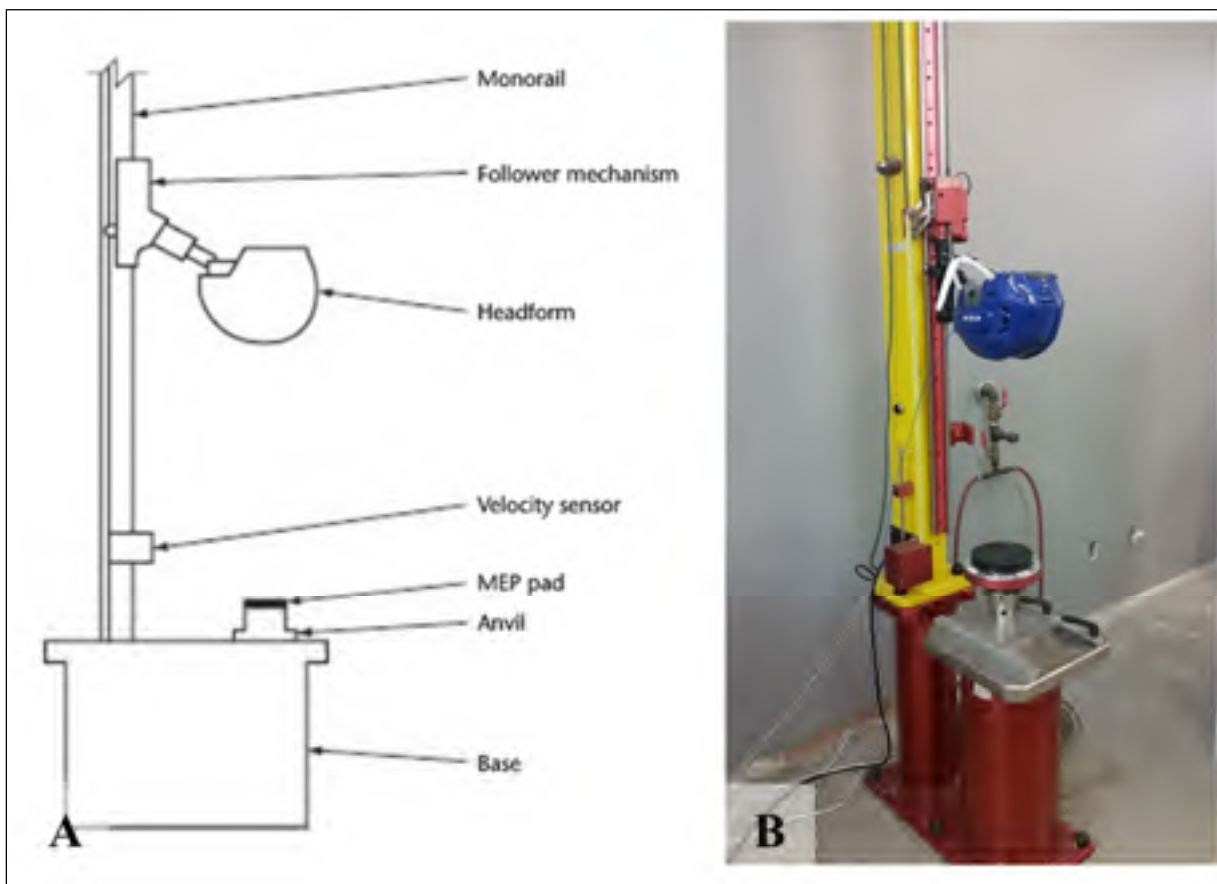 Monorail
Follower mechanism
Headform
Velocity sensor
MEP pad
Anvil
Base
A
B